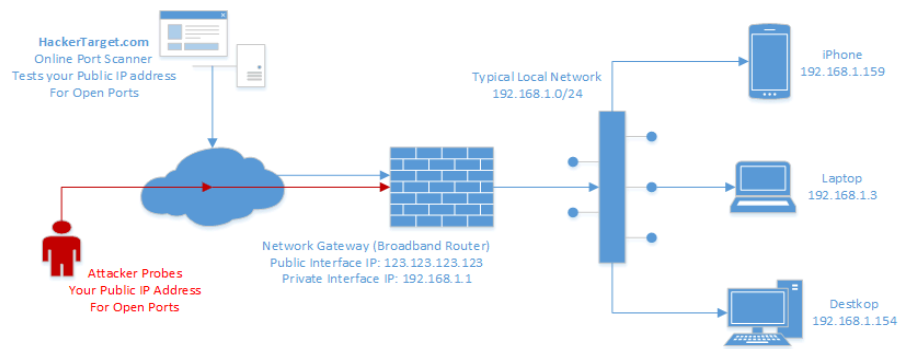 HackerTarget.com
Online Port Scanner
Tests your Public IP address
For Open Ports
Attacker Probes
Your Public IP Address
For Open Ports
Network Gateway (Broadband Router)
Public Interface IP: 123.123.123.123
Private Interface IP: 192.168.1.1
Typical Local Network
192.168.1.0/24
iPhone
192.168.1.159
Laptop
192.168.1.3
Destkop
192.168.1.154